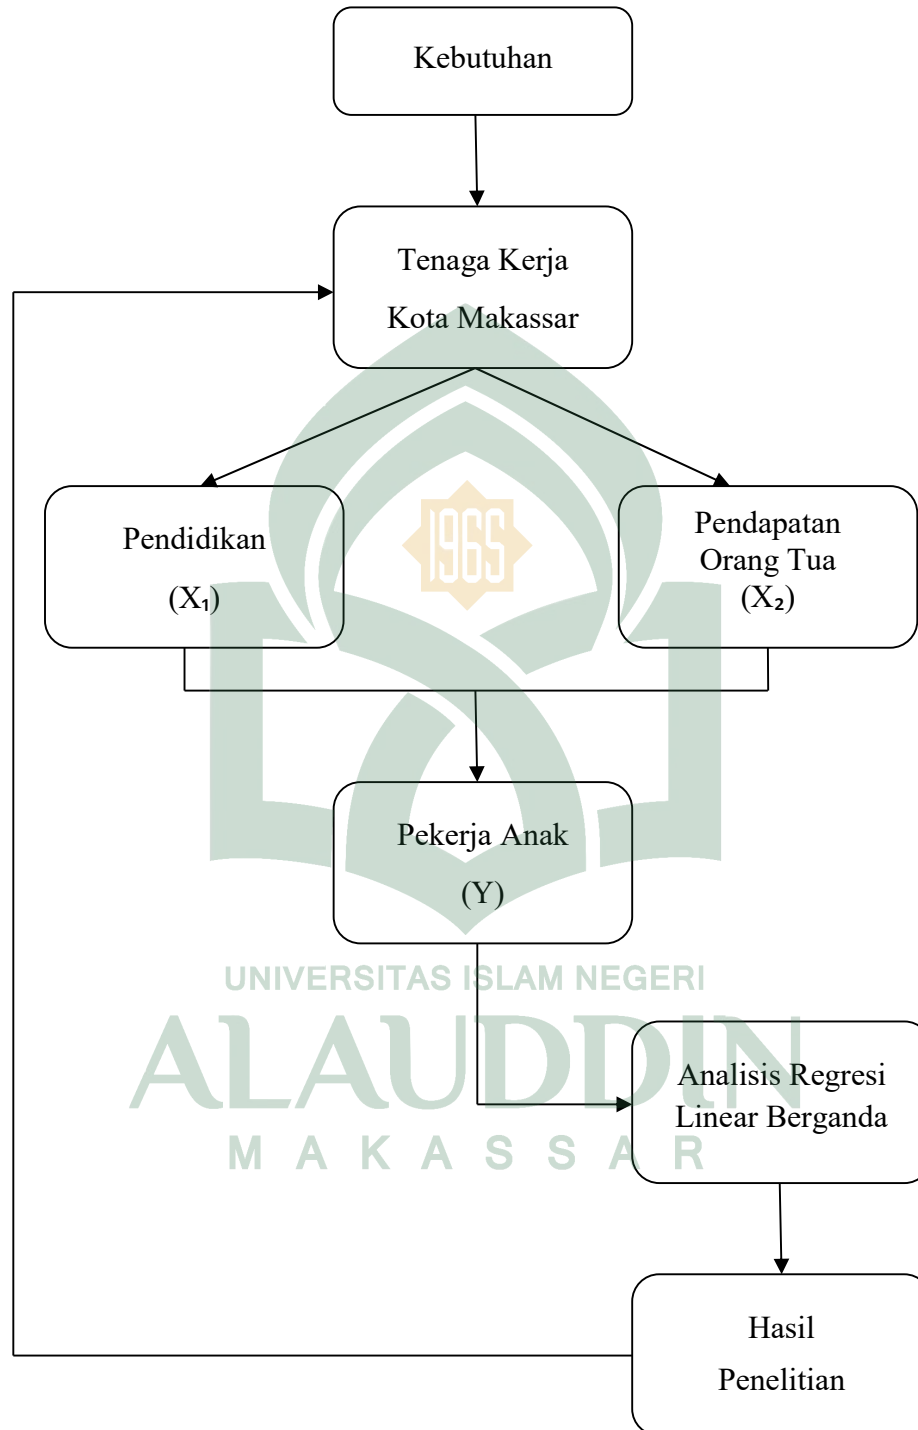 Kebutuhan
Tenaga Kerja
Kota Makassar
Pendidikan
(X₁)
Pendapatan
Orang Tua
(X₂)
1965
Pekerja Anak
(Y)
UNIVERSITAS ISLAM NEGERI
ALAUDDIN
MAKASSAR
Analisis Regresi
Linear Berganda
Hasil
Penelitian